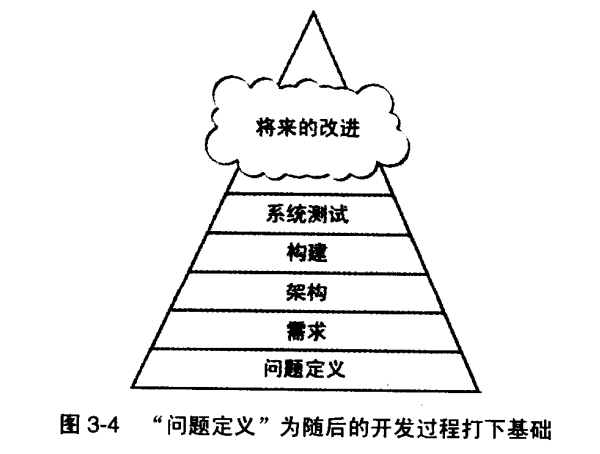 将来的改进
系统测试
构建
架构
需求
问题定义
图 3-4 “问题定义”为随后的开发过程打下基础